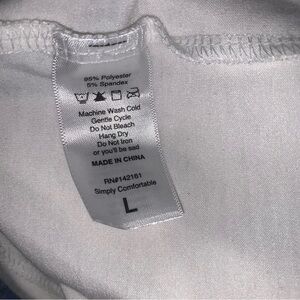 95% Polyester
5% Spandex
Machine Wash Cold
Gentle Cycle
Do Not Bleach
Hang Dry
Do Not Iron
or you'll be sad
MADE IN CHINA
RN#142181
Simply Comfortable
L